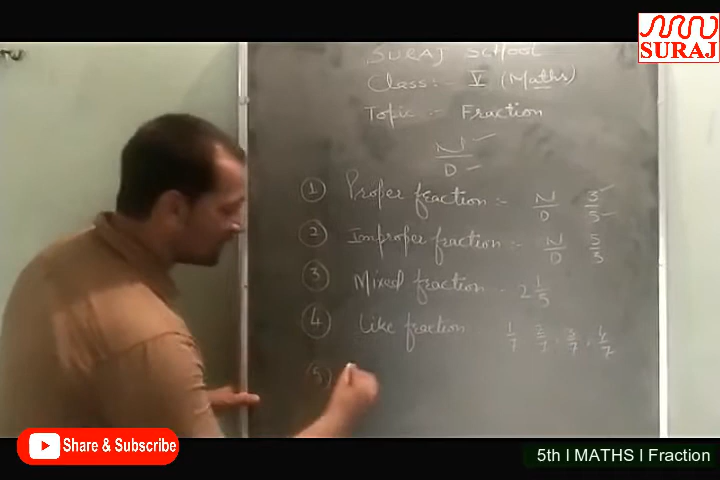 SURAJ
SURAJ SCHOOL
Class:- V (Maths)
Topic :- Fraction
N/D
① Proper fraction :- N/D 3/5
② Improper fraction :- N/D 5/3
③ Mixed fraction - 2 1/5
④ Like fraction 1/7 2/7, 3/7, 4/7
(5)
Share & Subscribe
5th I MATHS I Fraction